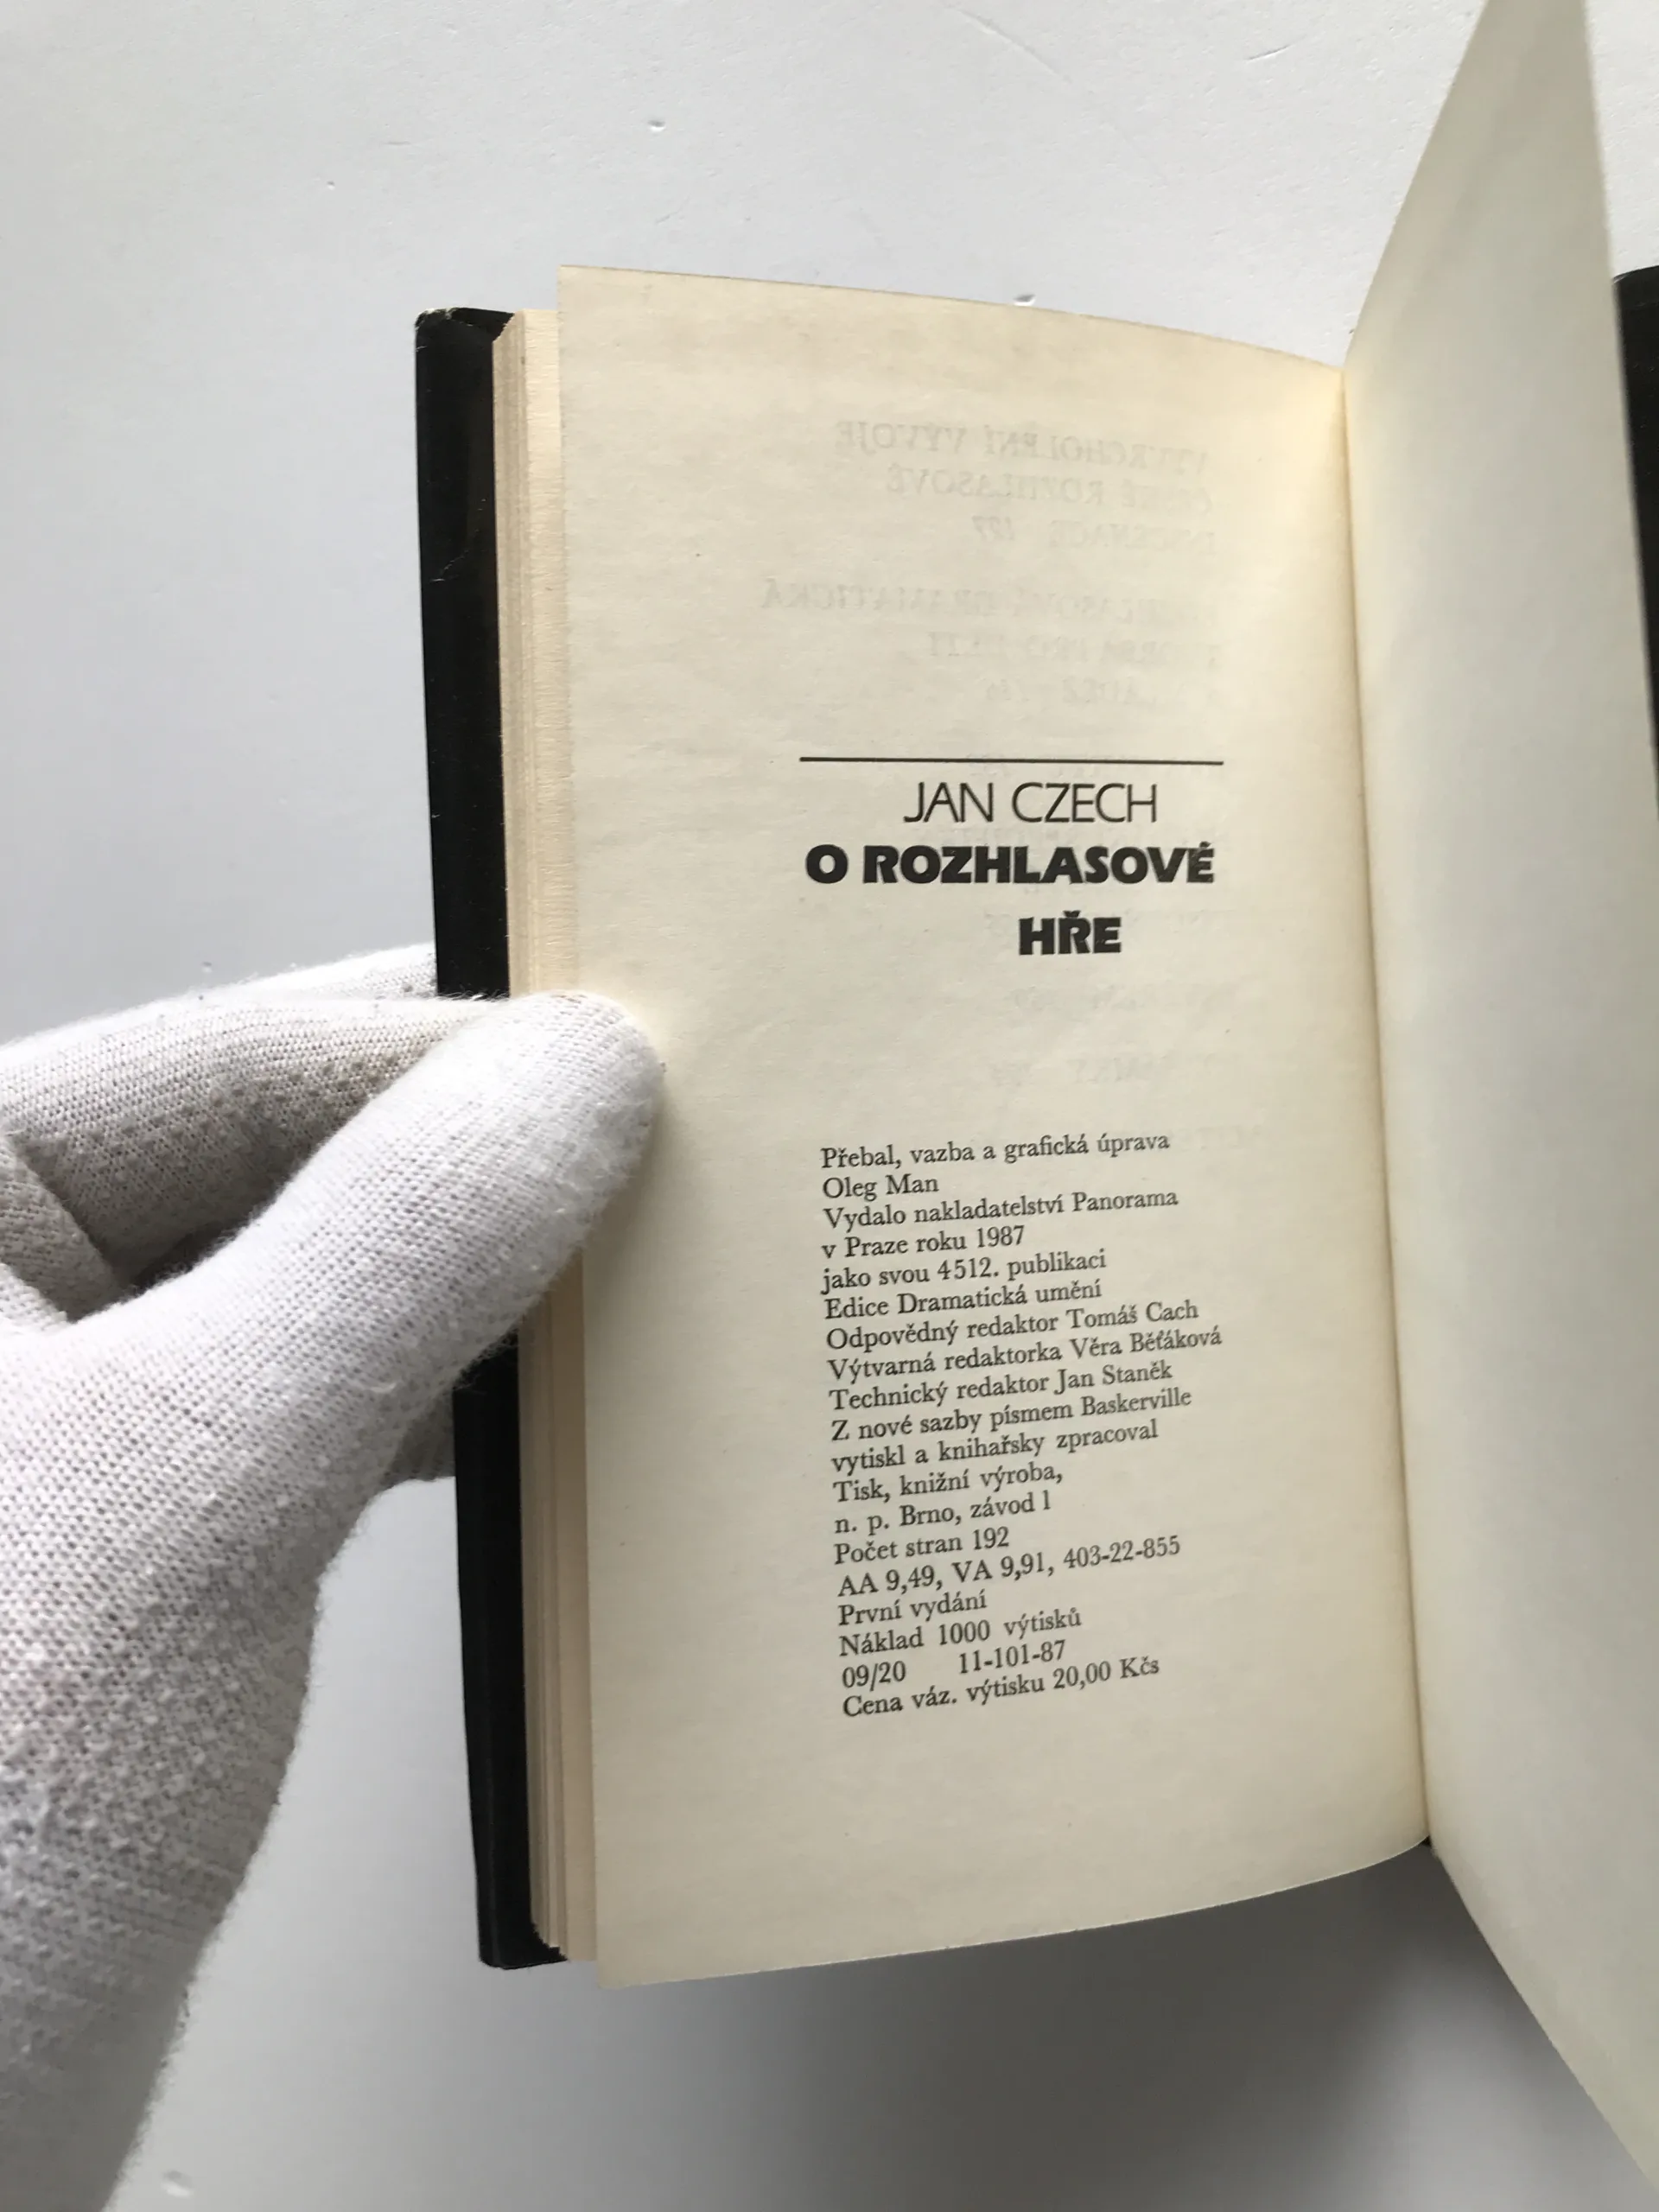 JAN CZECH
O ROZHLASOVÉ
HŘE
Přebal, vazba a grafická úprava
Oleg Man
Vydalo nakladatelství Panorama
v Praze roku 1987
jako svou 4512. publikaci
Edice Dramatická umění
Odpovědný redaktor Tomáš Cach
Výtvarná redaktorka Věra Běťáková
Technický redaktor Jan Staněk
Z nové sazby písmem Baskerville
vytiskl a knihařsky zpracoval
Tisk, knižní výroba,
n. p. Brno, závod 1
Počet stran 192
AA 9,49, VA 9,91, 403-22-855
První vydání
Náklad 1000 výtisků
09/20 11-101-87
Cena váz. výtisku 20,00 Kčs